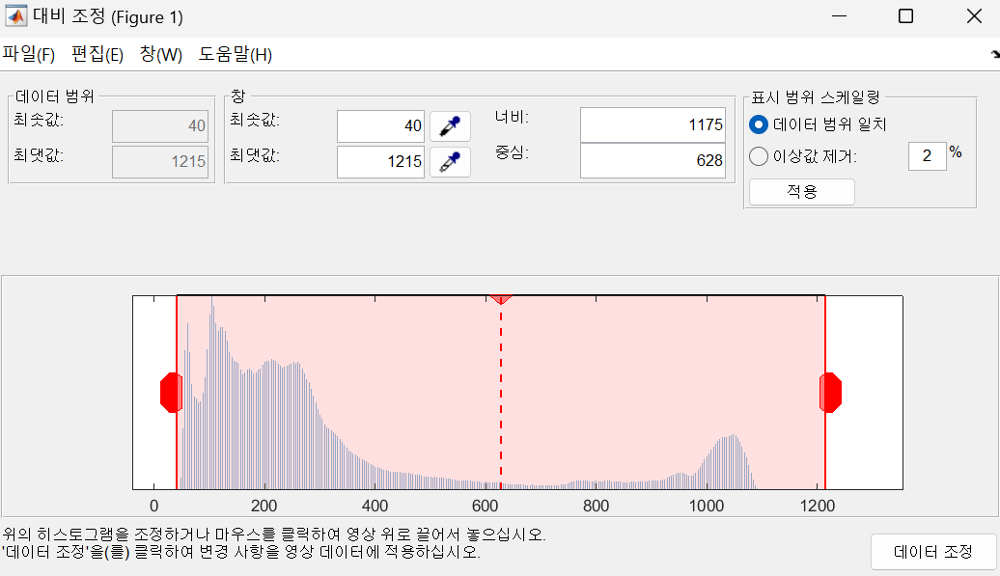 대비 조정 (Figure 1)
파일(F) 편집(E) 창(W) 도움말(H)
데이터 범위
최솟값: 40
최댓값: 1215
창
최솟값: 40
최댓값: 1215
너비: 1175
중심: 628
표시 범위 스케일링
데이터 범위 일치
이상값 제거: 2 %
적용
0 200 400 600 800 1000 1200
위의 히스토그램을 조정하거나 마우스를 클릭하여 영상 위로 끌어서 놓으십시오.
'데이터 조정'을(를) 클릭하여 변경 사항을 영상 데이터에 적용하십시오.
데이터 조정